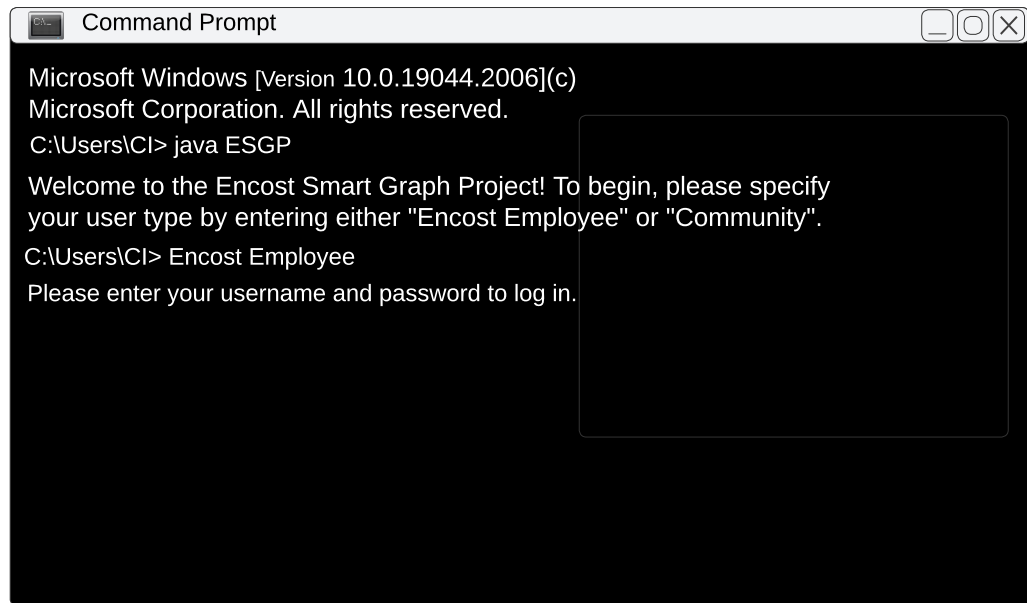 Command Prompt
Microsoft Windows [Version 10.0.19044.2006](c)
Microsoft Corporation. All rights reserved.
C:\Users\CI> java ESGP
Welcome to the Encost Smart Graph Project! To begin, please specify
your user type by entering either "Encost Employee" or "Community".
C:\Users\CI> Encost Employee
Please enter your username and password to log in.